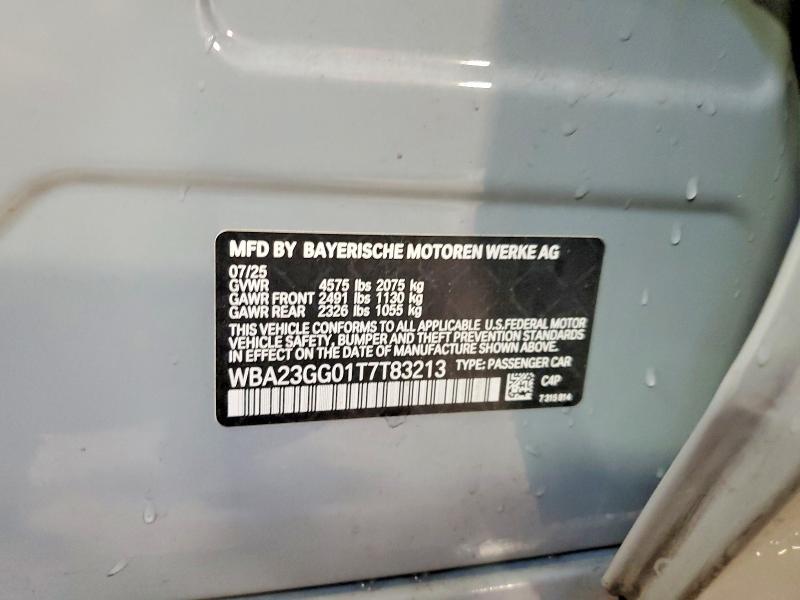 MFD BY BAYERISCHE MOTOREN WERKE AG
07/25
GVWR 4575 lbs 2075 kg
GAWR FRONT 2491 lbs 1130 kg
GAWR REAR 2326 lbs 1055 kg
THIS VEHICLE CONFORMS TO ALL APPLICABLE U.S.FEDERAL MOTOR
VEHICLE SAFETY, BUMPER AND THEFT PREVENTION STANDARDS
IN EFFECT ON THE DATE OF MANUFACTURE SHOWN ABOVE.
WBA23GG01T7T83213 TYPE: PASSENGER CAR
C4P
7 315 814